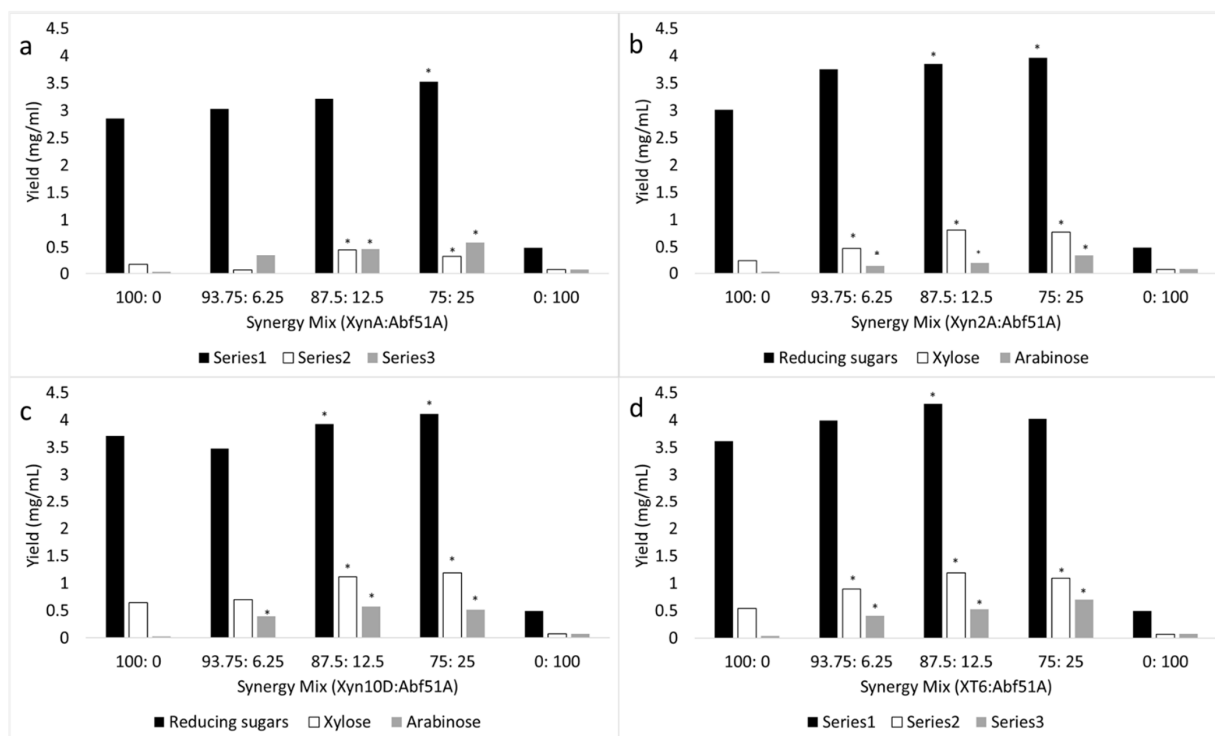 a
4.5
4
3.5
3
2.5
2
1.5
1
0.5
0
Yield (mg/ml)
* * * * *
100: 0 93.75: 6.25 87.5: 12.5 75: 25 0: 100
Synergy Mix (XynA:Abf51A)
Series1 Series2 Series3
b
4.5
4
3.5
3
2.5
2
1.5
1
0.5
0
Yield (mg/mL)
* * * * * * * *
100: 0 93.75: 6.25 87.5: 12.5 75: 25 0: 100
Synergy Mix (Xyn2A:Abf51A)
Reducing sugars Xylose Arabinose
c
4.5
4
3.5
3
2.5
2
1.5
1
0.5
0
Yield (mg/mL)
* * * * * * *
100: 0 93.75: 6.25 87.5: 12.5 75: 25 0: 100
Synergy Mix (Xyn10D:Abf51A)
Reducing sugars Xylose Arabinose
d
4.5
4
3.5
3
2.5
2
1.5
1
0.5
0
Yield (mg/mL)
* * * * * * *
100: 0 93.75: 6.25 87.5: 12.5 75: 25 0: 100
Synergy Mix (XT6:Abf51A)
Series1 Series2 Series3